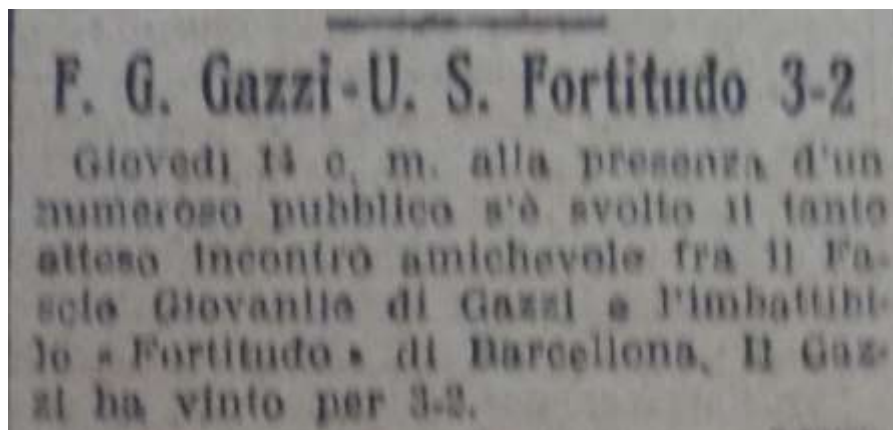 F. G. Gazzi-U. S. Fortitudo 3-2
Giovedì 14 c. m. alla presenza d'un
numeroso pubblico s'è svolto il tanto
atteso incontro amichevole fra il Fa-
scio Giovanile di Gazzi e l'imbattibi-
le « Fortitudo » di Barcellona. Il Gaz-
zi ha vinto per 3-2.